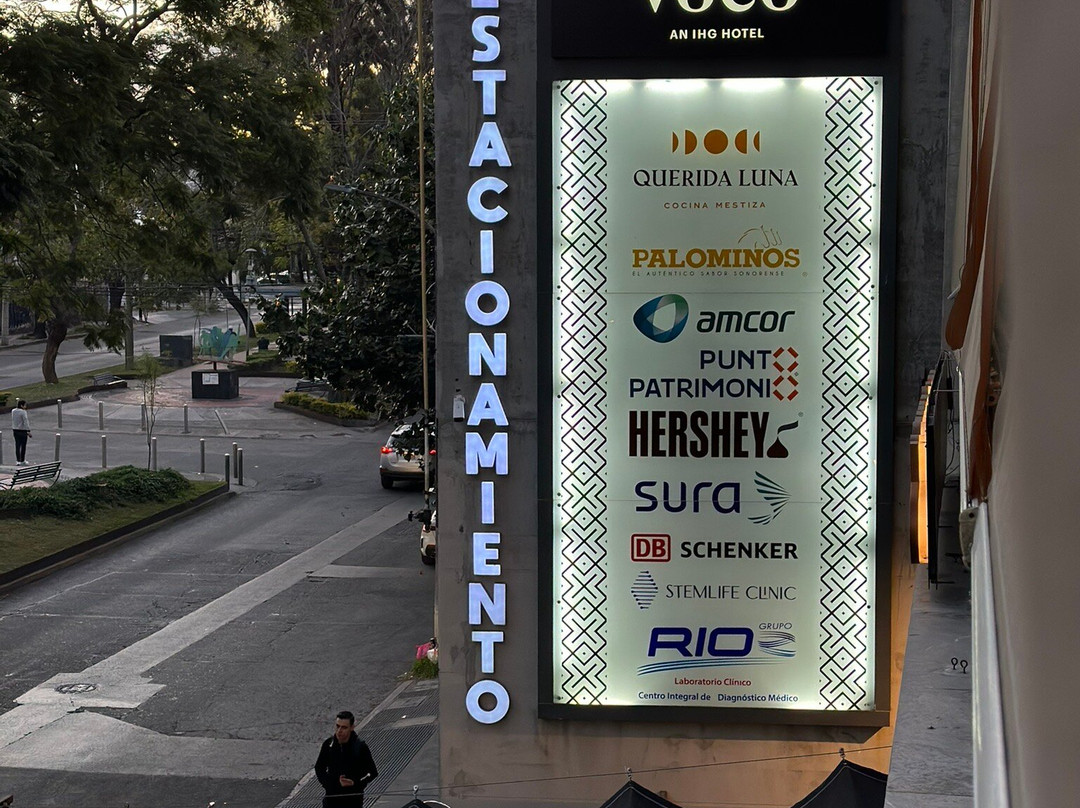 ESTACIONAMIENTO
voco
AN IHG HOTEL
QUERIDA LUNA
COCINA MESTIZA
PALOMINOS
EL AUTÉNTICO SABOR SONORENSE
amcor
PUNTO
PATRIMONIO
HERSHEY
sura
DB SCHENKER
STEMLIFE CLINIC
GRUPO
RIO
Laboratorio Clínico
Centro Integral de Diagnóstico Médico